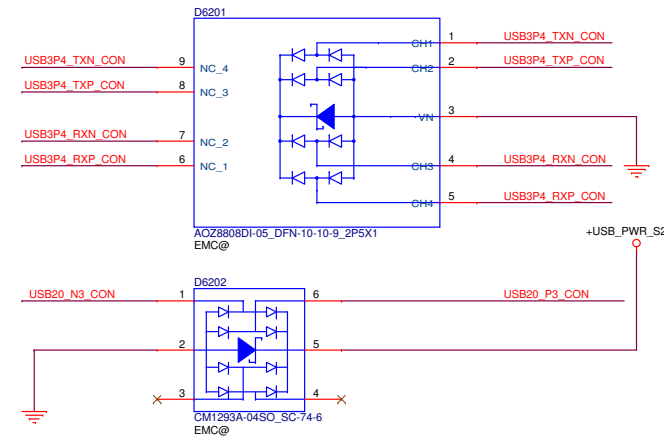 D6201
USB3P4_TXN_CON 9 NC_4 CH1 1 USB3P4_TXN_CON
USB3P4_TXP_CON 8 NC_3 CH2 2 USB3P4_TXP_CON
VN 3
USB3P4_RXN_CON 7 NC_2 CH3 4 USB3P4_RXN_CON
USB3P4_RXP_CON 6 NC_1 CH4 5 USB3P4_RXP_CON
AOZ8808DI-05_DFN-10-10-9_2P5X1
EMC@
+USB_PWR_S2
D6202
USB20_N3_CON 1 6 USB20_P3_CON
2 5
3 4
CM1293A-04SO_SC-74-6
EMC@